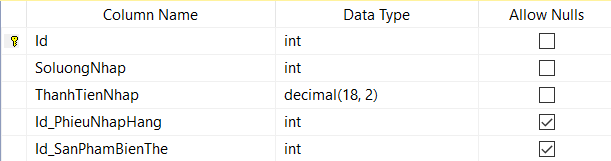 Column Name Data Type Allow Nulls
Id int
SoluongNhap int
ThanhTienNhap decimal(18, 2)
Id_PhieuNhapHang int
Id_SanPhamBienThe int